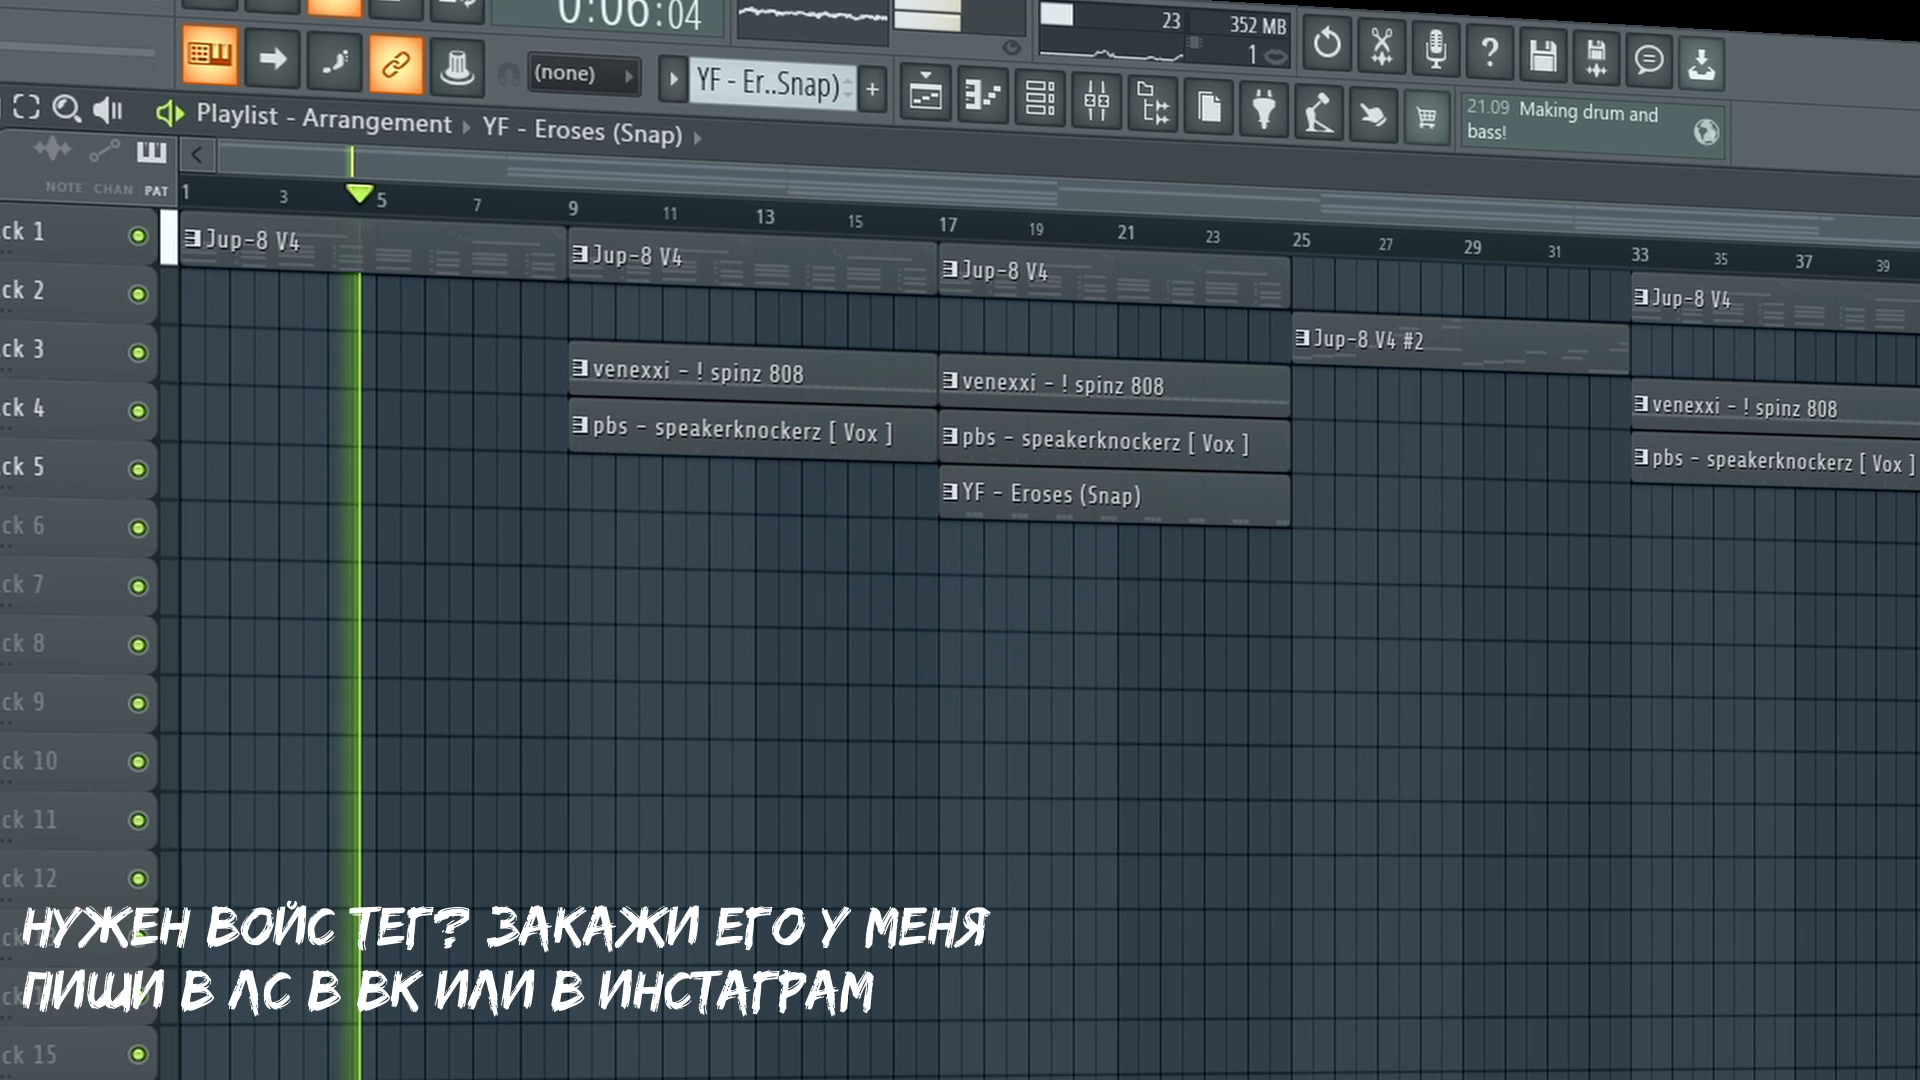 0:06:04
23
352 MB
1
(none)
YF - Er..Snap)
21.09 Making drum and
bass!
Playlist - Arrangement
YF - Eroses (Snap)
NOTE CHAN PAT
1 3 5 7 9 11 13 15 17 19 21 23 25 27 29 31 33 35 37 39
ck 1
Jup-8 V4
Jup-8 V4
Jup-8 V4
Jup-8 V4
ck 2
Jup-8 V4 #2
ck 3
venexxi - ! spinz 808
venexxi - ! spinz 808
venexxi - ! spinz 808
ck 4
pbs - speakerknockerz [ Vox ]
pbs - speakerknockerz [ Vox ]
pbs - speakerknockerz [ Vox ]
ck 5
YF - Eroses (Snap)
ck 6
ck 7
ck 8
ck 9
ck 10
ck 11
ck 12
НУЖЕН ВОЙС ТЕГ? ЗАКАЖИ ЕГО У МЕНЯ
ПИШИ В ЛС В ВК ИЛИ В ИНСТАГРАМ
ck 15